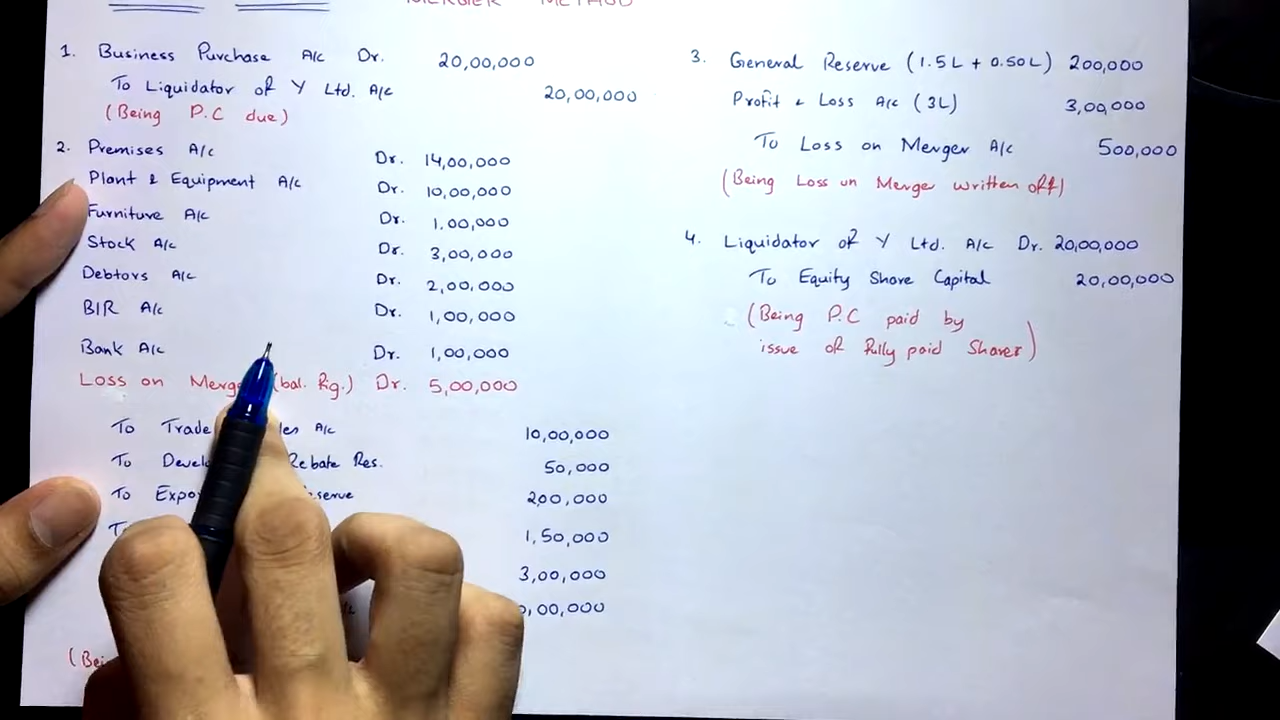 MERGER METHOD
1. Business Purchase A/c Dr. 20,00,000
To Liquidator of Y Ltd. A/c 20,00,000
(Being P.C due)
2. Premises A/c Dr. 14,00,000
Plant & Equipment A/c Dr. 10,00,000
Furniture A/c Dr. 1.00,000
Stock A/c Dr. 3,00,000
Debtors A/c Dr. 2,00,000
B/R A/c Dr. 1,00,000
Bank A/c Dr. 1,00,000
Loss on (bal. fig.) Dr. 5,00,000
To Trade A/c 10,00,000
To Rebate Res. 50,000
To 200,000
1,50,000
3,00,000
3. General Reserve (1.5L + 0.50L) 200,000
Profit & Loss A/c (3L) 3,00,000
To Loss on Merger A/c 500,000
(Being Loss on Merger written off)
4. Liquidator of Y Ltd. A/c Dr. 20,00,000
To Equity Share Capital 20,00,000
(Being P.C paid by
issue of fully paid Shares)